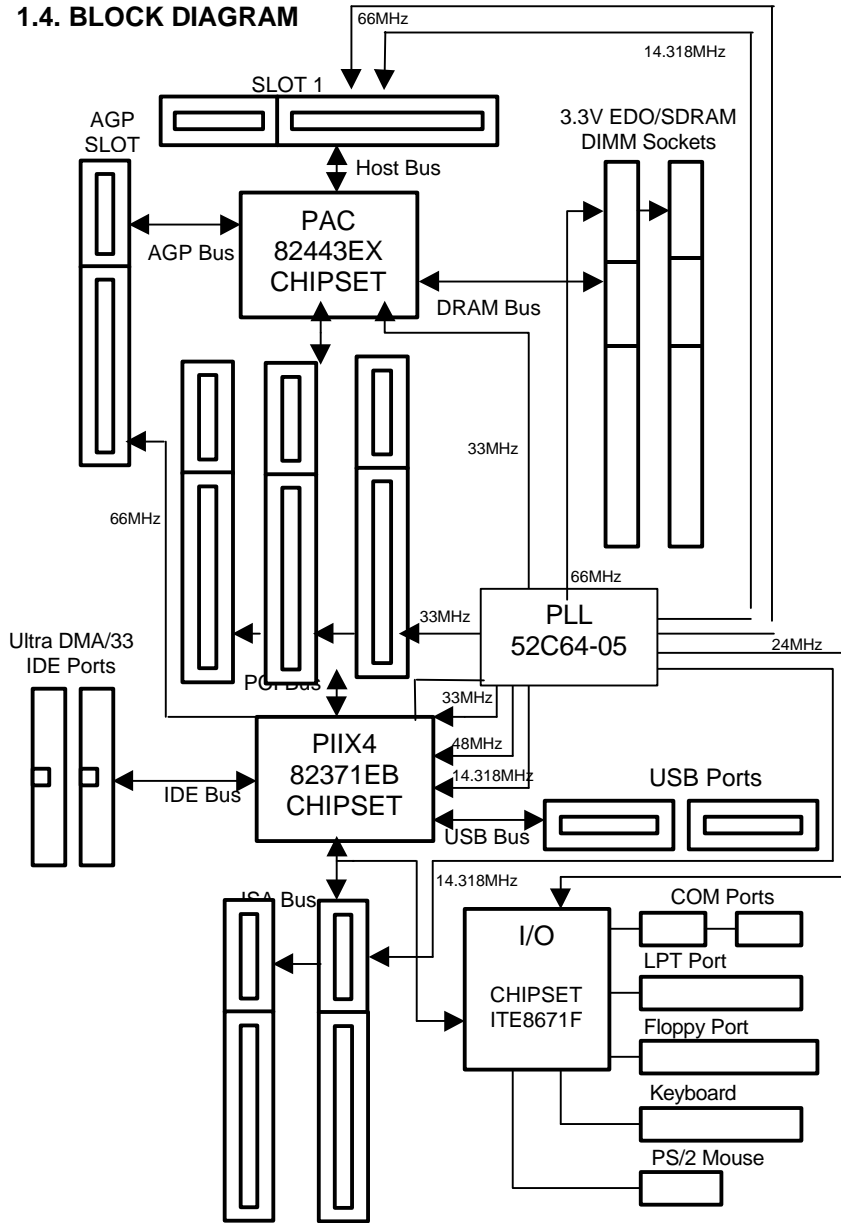 1.4. BLOCK DIAGRAM
66MHz
14.318MHz
SLOT 1
AGP
SLOT
3.3V EDO/SDRAM
DIMM Sockets
Host Bus
PAC
82443EX
CHIPSET
AGP Bus
DRAM Bus
33MHz
66MHz
66MHz
33MHz
PLL
52C64-05
24MHz
Ultra DMA/33
IDE Ports
PCI Bus
33MHz
PIIX4
82371EB
CHIPSET
48MHz
14.318MHz
IDE Bus
USB Ports
USB Bus
14.318MHz
ISA Bus
COM Ports
I/O
CHIPSET
ITE8671F
LPT Port
Floppy Port
Keyboard
PS/2 Mouse